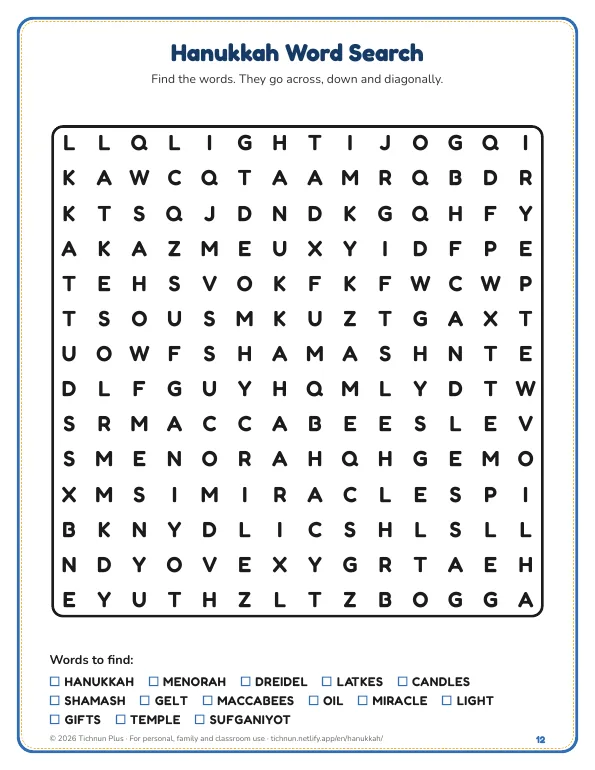 Hanukkah Word Search
Find the words. They go across, down and diagonally.
L L Q L I G H T I J O G Q I
K A W C Q T A A M R Q B D R
K T S Q J D N D K G Q H F Y
A K A Z M E U X Y I D F P E
T E H S V O K F K F W C W P
T S O U S M K U Z T G A X T
U O W F S H A M A S H N T E
D L F G U Y H Q M L Y D T W
S R M A C C A B E E S L E V
S M E N O R A H Q H G E M O
X M S I M I R A C L E S P I
B K N Y D L I C S H L S L L
N D Y O V E X Y G R T A E H
E Y U T H Z L T Z B O G G A
Words to find:
HANUKKAH MENORAH DREIDEL LATKES CANDLES
SHAMASH GELT MACCABEES OIL MIRACLE LIGHT
GIFTS TEMPLE SUFGANIYOT
© 2026 Tichnun Plus · For personal, family and classroom use · tichnun.netlify.app/en/hanukkah/ 12